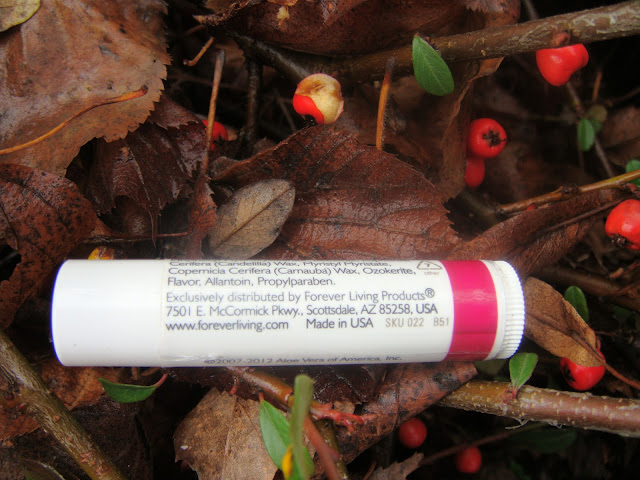 Cerifera (Candelilla) Wax, Myristyl Myristate,
Copernicia Cerifera (Carnauba) Wax, Ozokerite,
Flavor, Allantoin, Propylparaben.
other
Exclusively distributed by Forever Living Products®
7501 E. McCormick Pkwy., Scottsdale, AZ 85258, USA
www.foreverliving.com Made in USA SKU 022 B51
©2007-2012 Aloe Vera of America, Inc.